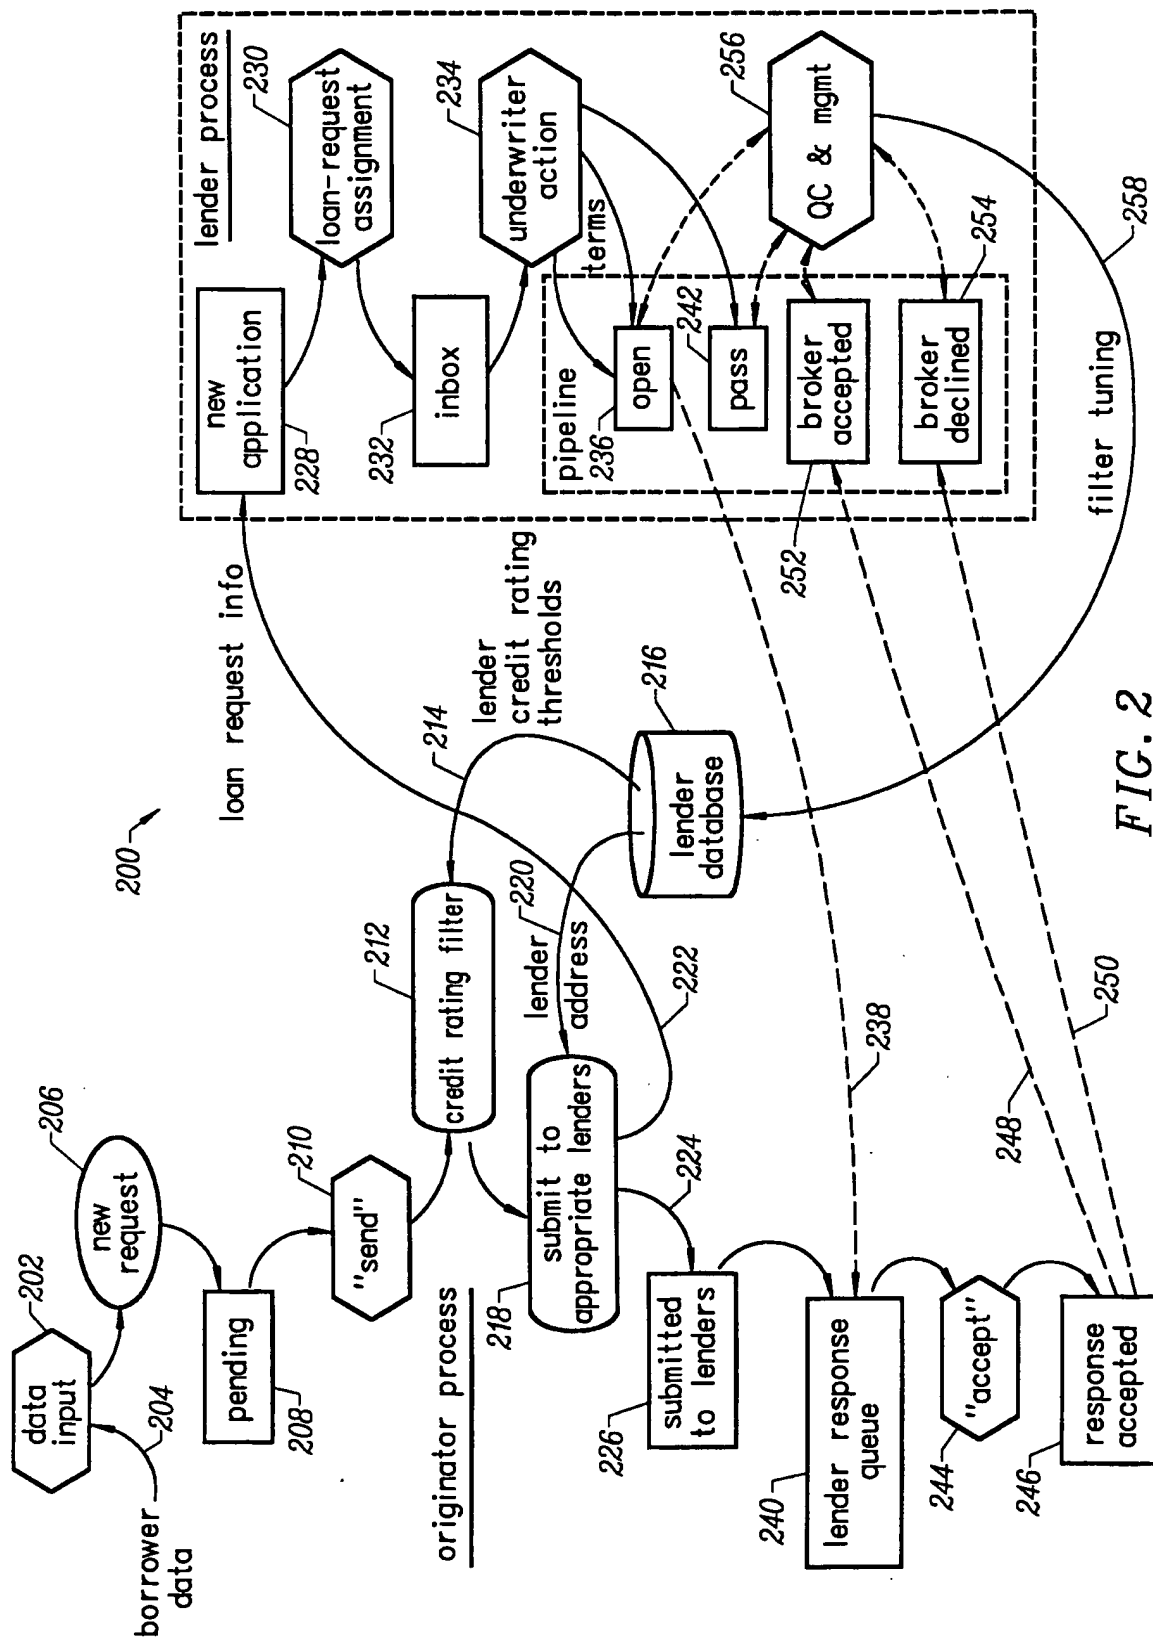 200
borrower
data
204
data
input
202
new
request
206
pending
208
"send"
210
originator process
credit rating filter
212
214
lender
credit rating
thresholds
lender
database
216
lender
address
220
submit to
appropriate lenders
218
222
loan request info
224
submitted
to lenders
226
lender response
queue
240
238
"accept"
244
response
accepted
246
248
250
lender process
new
application
228
loan-request
assignment
230
inbox
232
underwriter
action
234
terms
pipeline
236
open
pass
242
broker
accepted
252
broker
declined
254
QC & mgmt
256
258
filter tuning
FIG. 2